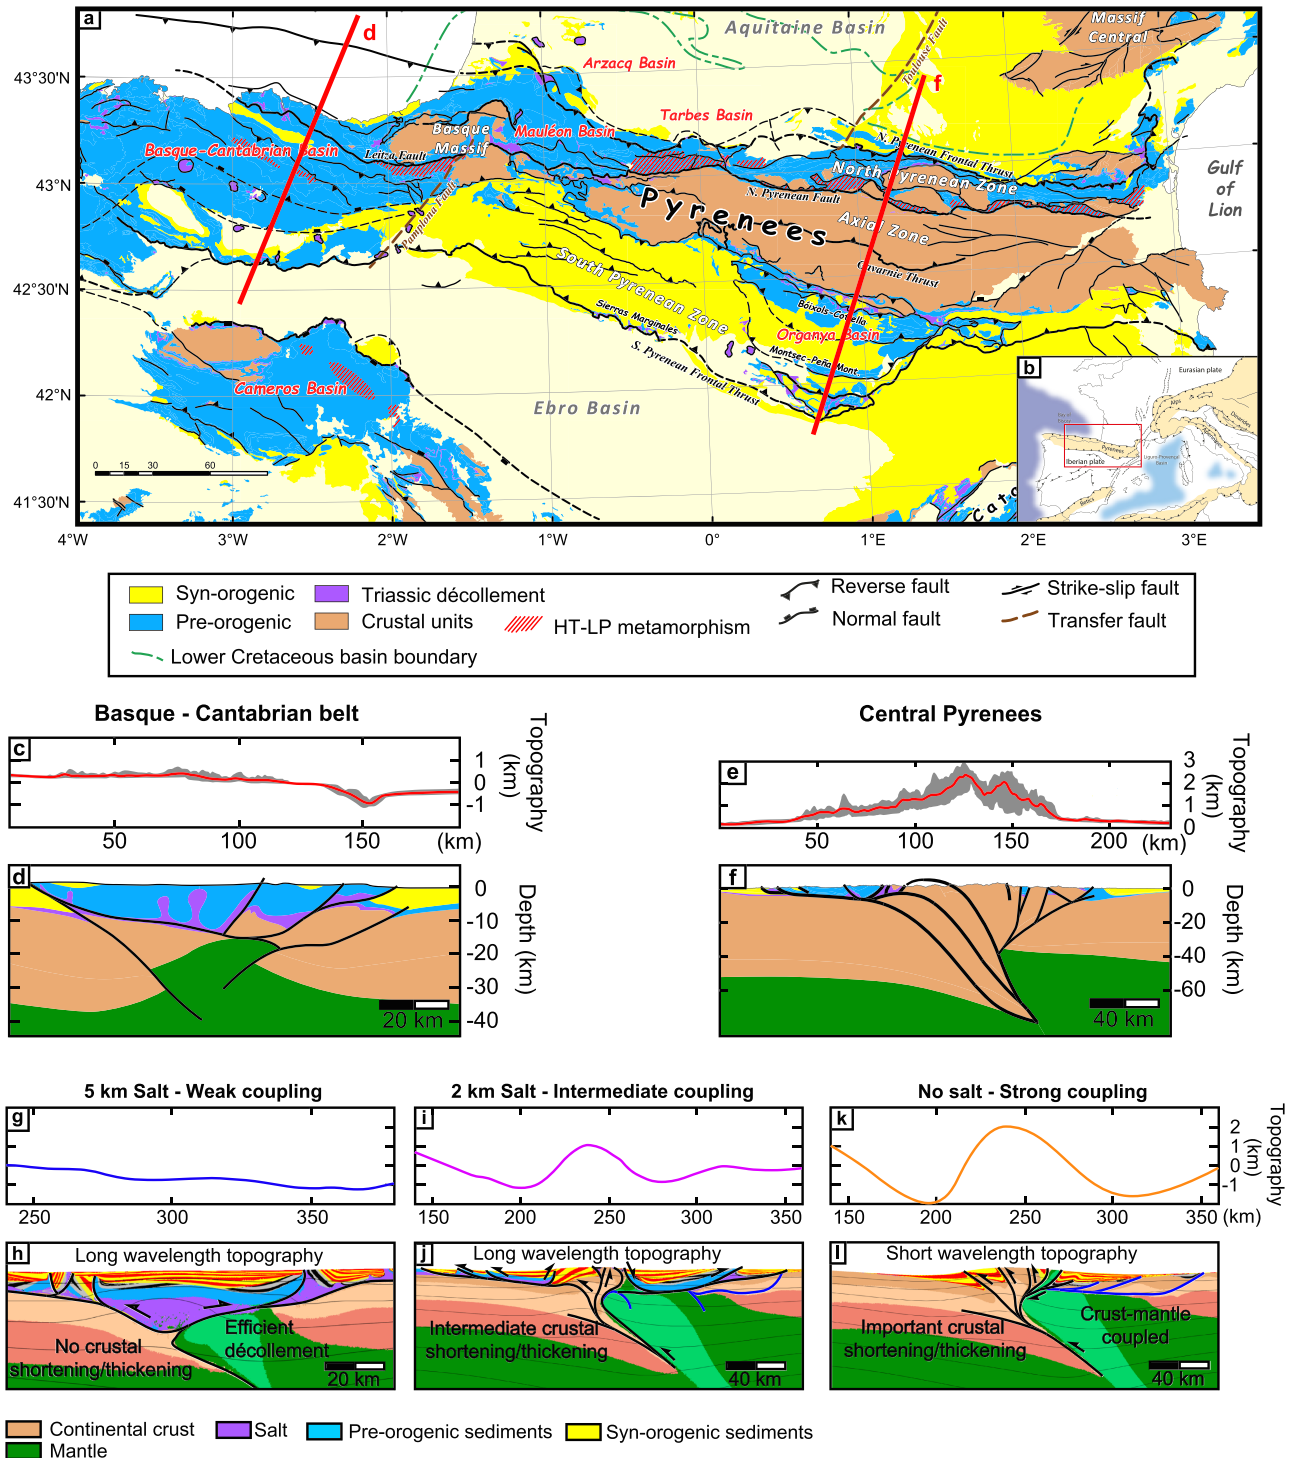 a
d
Aquitaine Basin
Massif
Central
Toulouse Fault
f
43°30'N
Arzacq Basin
Tarbes Basin
Basque
Massif
Mauléon Basin
N. Pyrenean Frontal Thrust
Basque-Cantabrian Basin
Leitza Fault
43°N
North Pyrenean Zone
Gulf
of
Lion
N. Pyrenean Fault
Pyrenees
Axial Zone
Pamplona Fault
Gavarnie Thrust
42°30'N
South Pyrenean Zone
Bóixols-Cotiella
Sierras Marginales
Organya Basin
S. Pyrenean Frontal Thrust
Montsec-Peña Mont.
42°N
Cameros Basin
Ebro Basin
b
Eurasian plate
Alps
Pyrenees
Iberian plate
Betics
0 15 30 60
41°30'N
Cata
4°W 3°W 2°W 1°W 0° 1°E 2°E 3°E
Syn-orogenic
Triassic décollement
Reverse fault
Strike-slip fault
Pre-orogenic
Crustal units
HT-LP metamorphism
Normal fault
Transfer fault
Lower Cretaceous basin boundary
Basque - Cantabrian belt
Central Pyrenees
c
1
0
-1
Topography
(km)
50 100 150 (km)
e
3
2
1
0
Topography
(km)
50 100 150 200 (km)
d
0
-10
-20
-30
-40
Depth (km)
20 km
f
0
-20
-40
-60
Depth (km)
40 km
5 km Salt - Weak coupling
2 km Salt - Intermediate coupling
No salt - Strong coupling
g
250 300 350
i
150 200 250 300 350
k
2
1
0
-1
Topography
(km)
150 200 250 300 350 (km)
h
Long wavelength topography
Efficient
décollement
No crustal
shortening/thickening
20 km
j
Long wavelength topography
Intermediate crustal
shortening/thickening
40 km
l
Short wavelength topography
Crust-mantle
coupled
Important crustal
shortening/thickening
40 km
Continental crust
Salt
Pre-orogenic sediments
Syn-orogenic sediments
Mantle